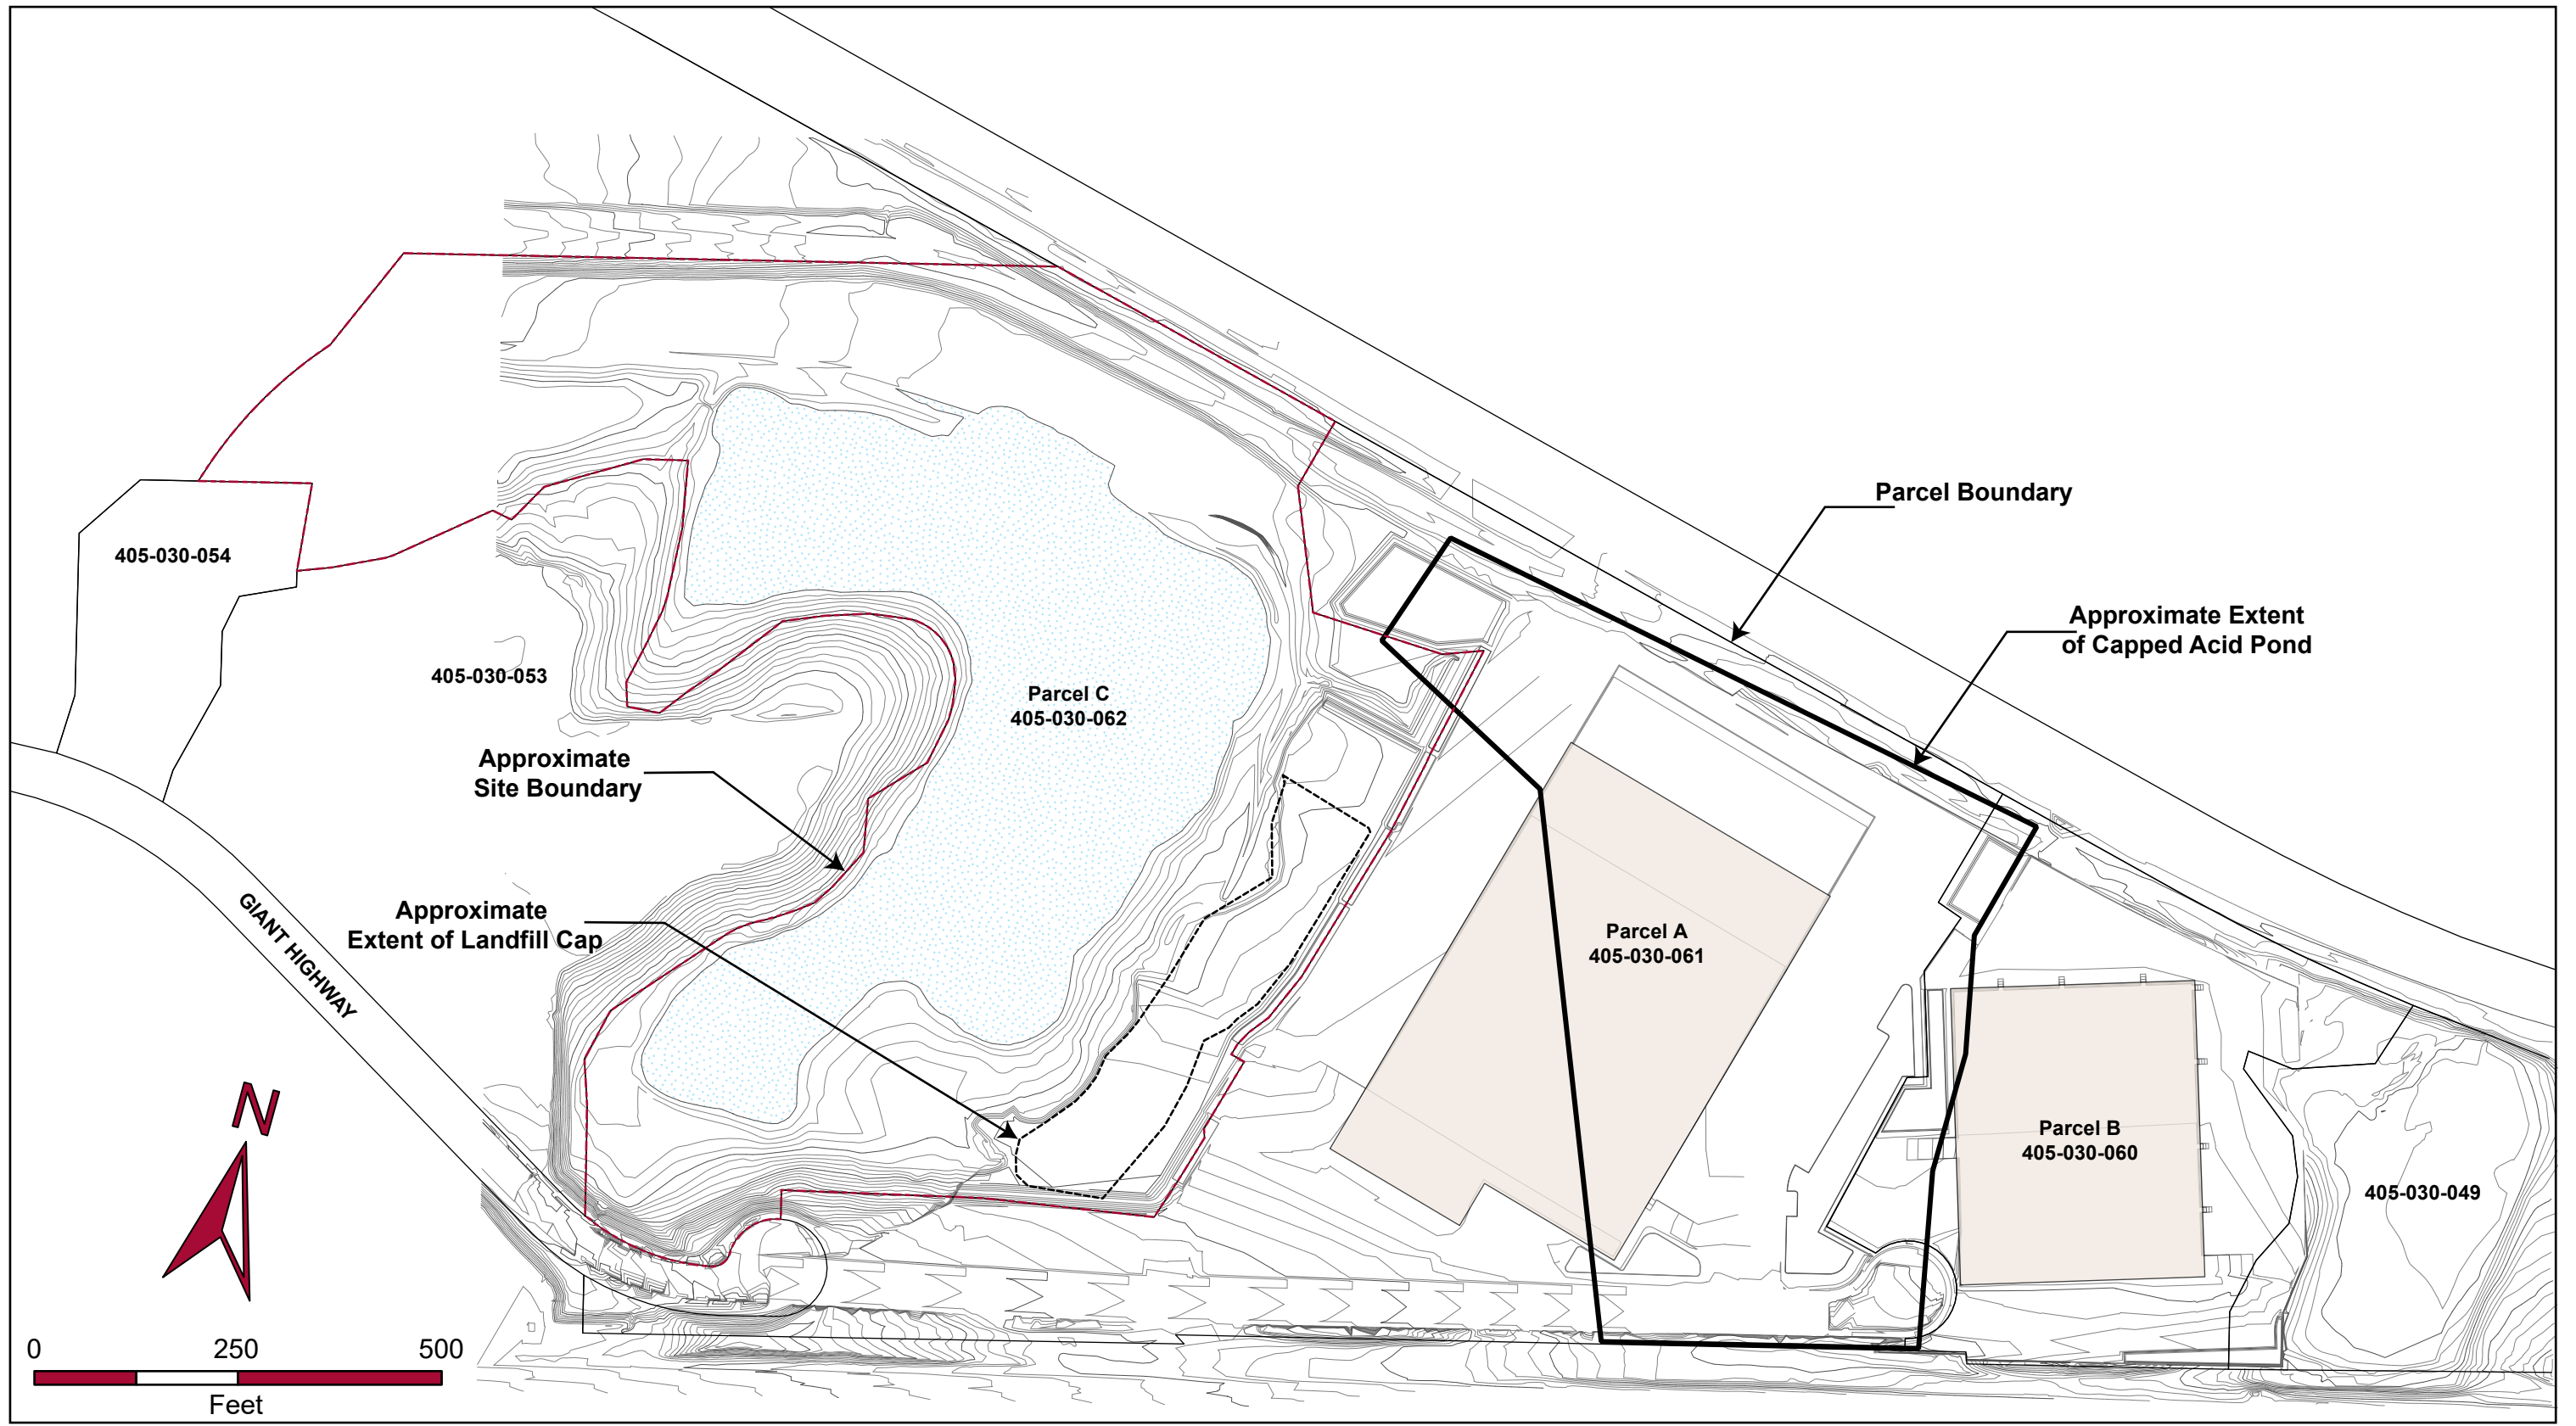 Parcel Boundary
Approximate Extent
of Capped Acid Pond
405-030-054
405-030-053
Parcel C
405-030-062
Approximate
Site Boundary
Approximate
Extent of Landfill Cap
GIANT HIGHWAY
Parcel A
405-030-061
Parcel B
405-030-060
405-030-049
N
0 250 500
Feet